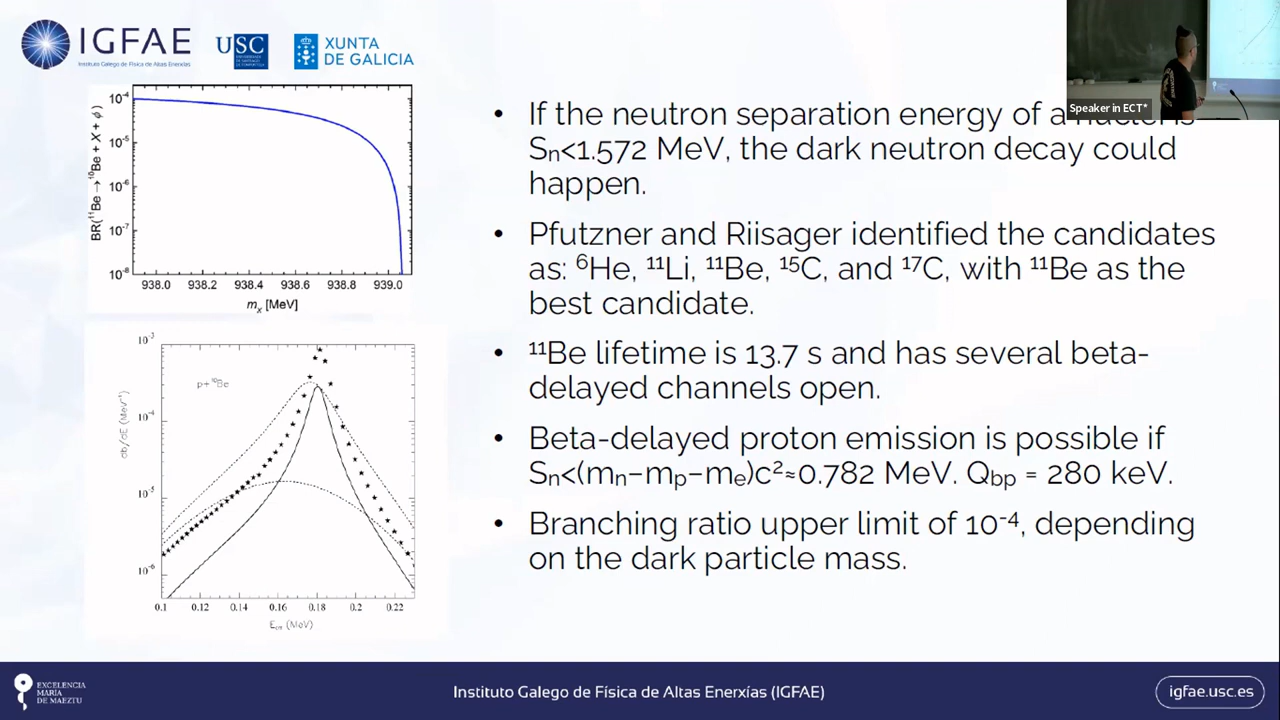 IGFAE
Instituto Galego de Física de Altas Enerxías
USC
XUNTA
DE GALICIA
Speaker in ECT*
10⁻⁴
10⁻⁵
10⁻⁶
10⁻⁷
10⁻⁸
BR(¹¹Be → ¹⁰Be + X + ϕ)
938.0 938.2 938.4 938.6 938.8 939.0
mₓ [MeV]
p+¹⁰Be
10⁻⁴
10⁻⁶
0.1 0.12 0.14 0.16 0.18 0.2 0.22
(MeV)
• If the neutron separation energy of a
Sₙ<1.572 MeV, the dark neutron decay could
happen.
• Pfutzner and Riisager identified the candidates
as: ⁶He, ¹¹Li, ¹¹Be, ¹⁵C, and ¹⁷C, with ¹¹Be as the
best candidate.
• ¹¹Be lifetime is 13.7 s and has several beta-
delayed channels open.
• Beta-delayed proton emission is possible if
Sₙ<(mₙ−mₚ−mₑ)c²≈0.782 MeV. Qbp = 280 keV.
• Branching ratio upper limit of 10⁻⁴, depending
on the dark particle mass.
EXCELENCIA
MARÍA
DE MAEZTU
Instituto Galego de Física de Altas Enerxías (IGFAE)
igfae.usc.es